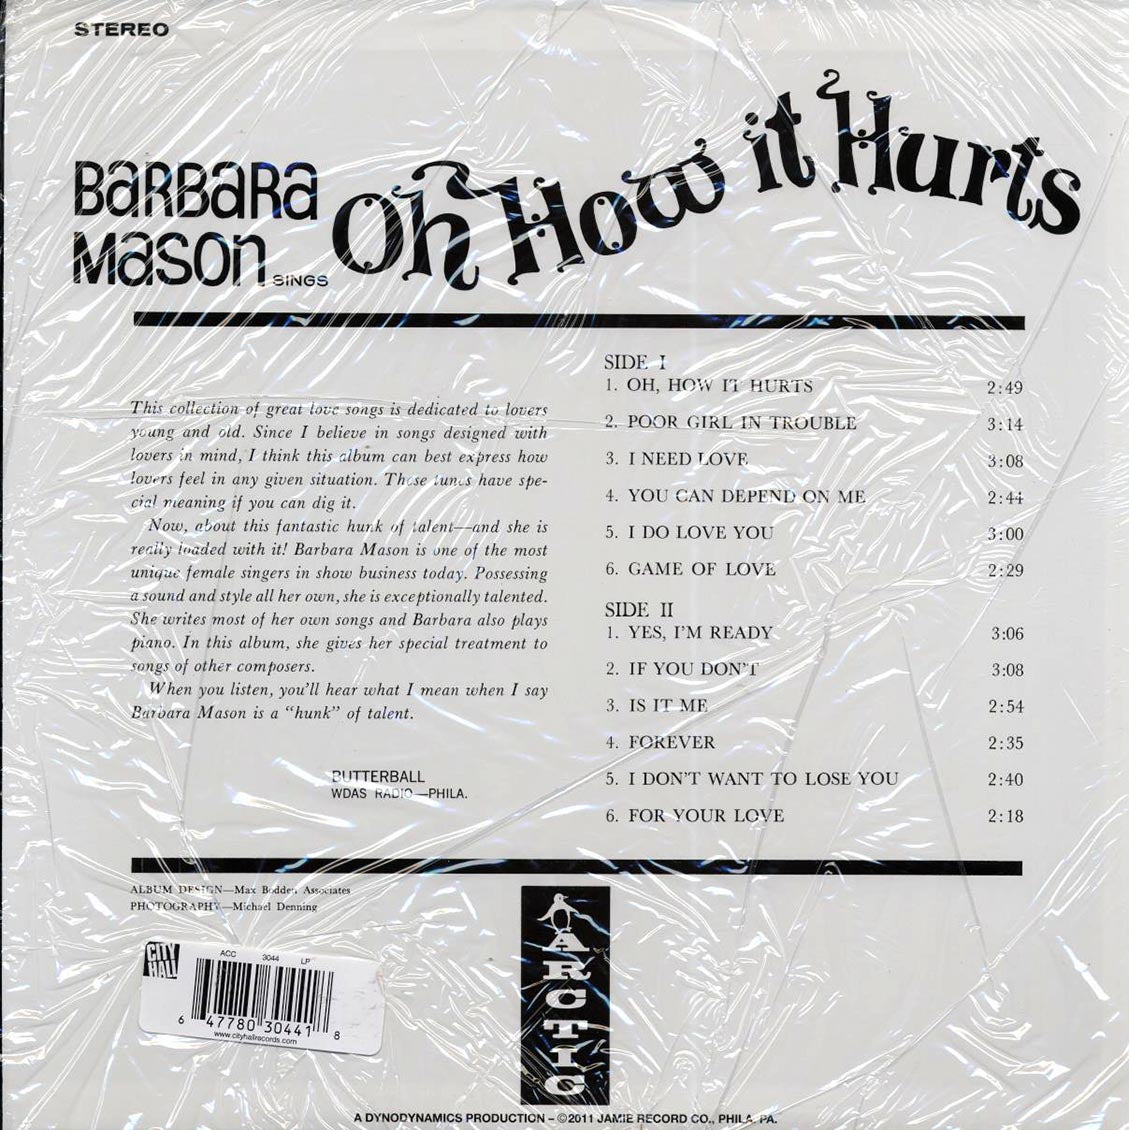 STEREO
BARBARA
MASON SINGS
Oh How it Hurts
This collection of great love songs is dedicated to lovers
young and old. Since I believe in songs designed with
lovers in mind, I think this album can best express how
lovers feel in any given situation. These tunes have spe-
cial meaning if you can dig it.
Now, about this fantastic hunk of talent—and she is
really loaded with it! Barbara Mason is one of the most
unique female singers in show business today. Possessing
a sound and style all her own, she is exceptionally talented.
She writes most of her own songs and Barbara also plays
piano. In this album, she gives her special treatment to
songs of other composers.
When you listen, you'll hear what I mean when I say
Barbara Mason is a "hunk" of talent.
BUTTERBALL
WDAS RADIO—PHILA.
SIDE I
1. OH, HOW IT HURTS 2:49
2. POOR GIRL IN TROUBLE 3:14
3. I NEED LOVE 3:08
4. YOU CAN DEPEND ON ME 2:44
5. I DO LOVE YOU 3:00
6. GAME OF LOVE 2:29
SIDE II
1. YES, I'M READY 3:06
2. IF YOU DON'T 3:08
3. IS IT ME 2:54
4. FOREVER 2:35
5. I DON'T WANT TO LOSE YOU 2:40
6. FOR YOUR LOVE 2:18
ALBUM DESIGN—Max Bodden Associates
PHOTOGRAPHY—Michael Denning
CITY
HALL
ACC 3044 LP
6 47780 30441 8
www.cityhallrecords.com
ARCTIC
A DYNODYNAMICS PRODUCTION – ©2011 JAMIE RECORD CO., PHILA. PA.